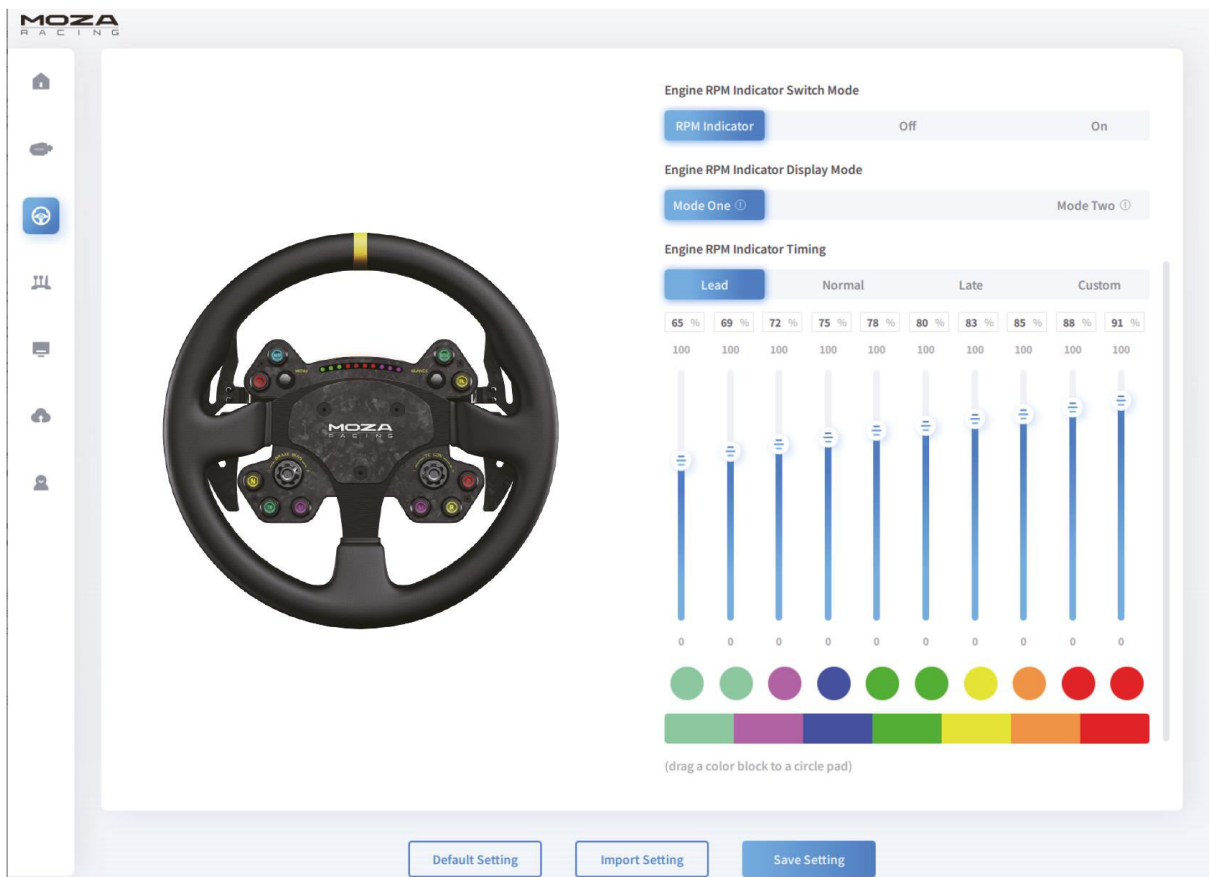 MOZA
RACING
Engine RPM Indicator Switch Mode
RPM Indicator Off On
Engine RPM Indicator Display Mode
Mode One Mode Two
Engine RPM Indicator Timing
Lead Normal Late Custom
65 % 69 % 72 % 75 % 78 % 80 % 83 % 85 % 88 % 91 %
100 100 100 100 100 100 100 100 100 100
MOZA
RACING
0 0 0 0 0 0 0 0 0 0
(drag a color block to a circle pad)
Default Setting Import Setting Save Setting